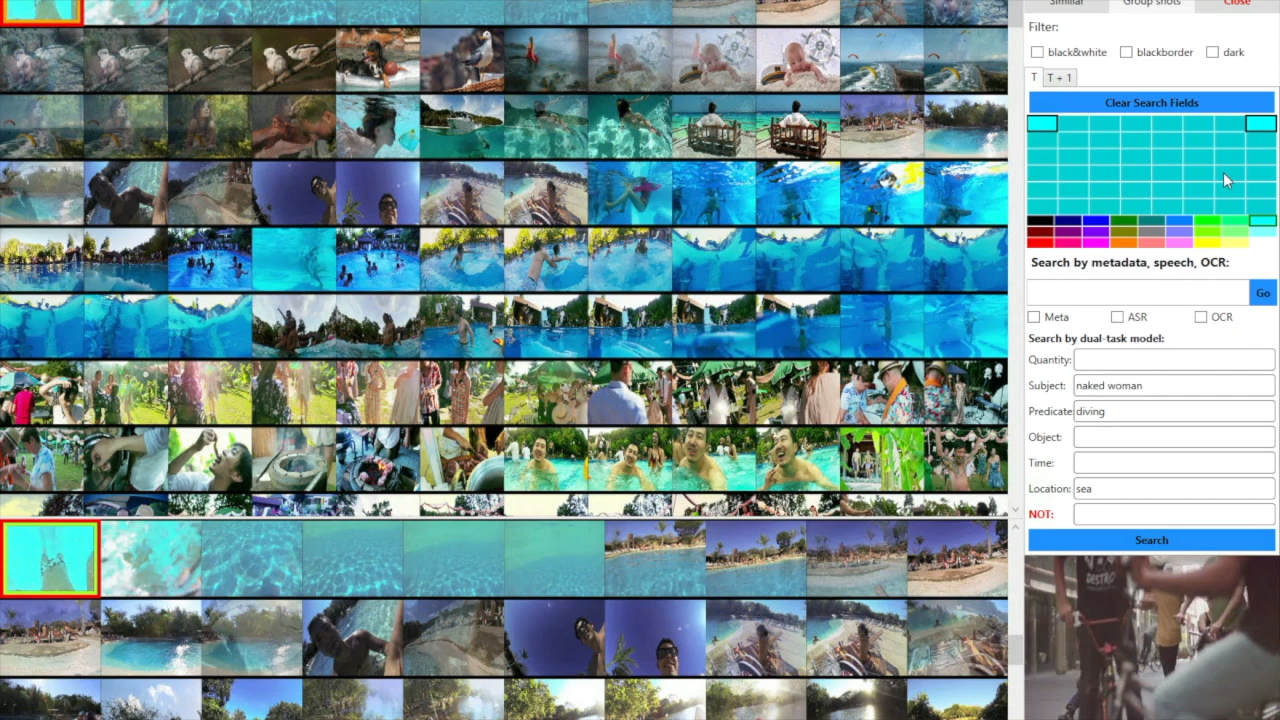 Similar Group shots Close
Filter:
black&white blackborder dark
T T + 1
Clear Search Fields
Search by metadata, speech, OCR:
Go
Meta ASR OCR
Search by dual-task model:
Quantity:
Subject: naked woman
Predicate: diving
Object:
Time:
Location: sea
NOT:
Search
DESTRO